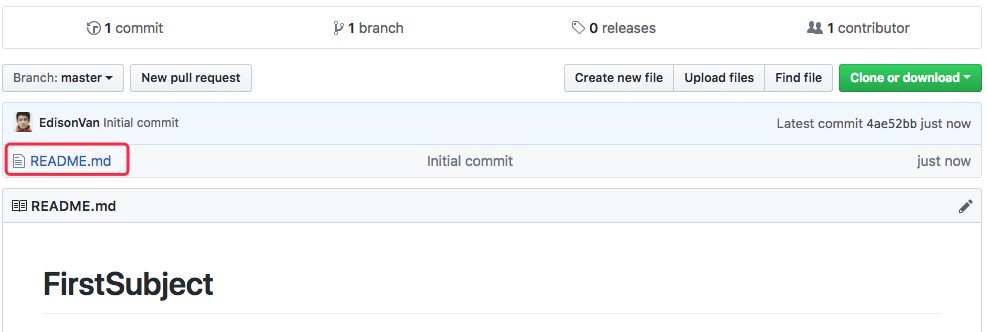 1 commit 1 branch 0 releases 1 contributor
Branch: master New pull request Create new file Upload files Find file Clone or download
EdisonVan Initial commit Latest commit 4ae52bb just now
README.md Initial commit just now
README.md
FirstSubject